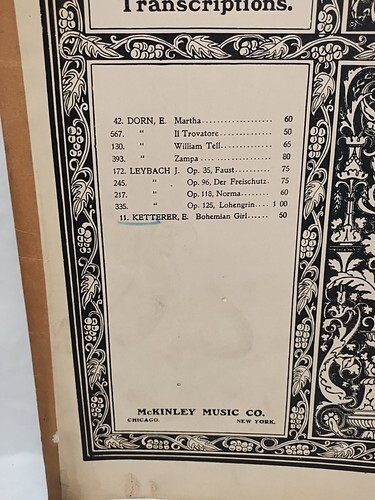 Transcriptions.
42. DORN, E. Martha...................... 60
567. " Il Trovatore................ 50
130. " William Tell............... 65
393. " Zampa...................... 80
172. LEYBACH J. Op. 35, Faust........ 75
245. " Op. 96, Der Freischutz. 75
217. " Op. 118, Norma........ 60
335. " Op. 125, Lohengrin.... 1 00
11. KETTERER, E. Bohemian Girl...... 50
McKINLEY MUSIC CO.
CHICAGO. NEW YORK.